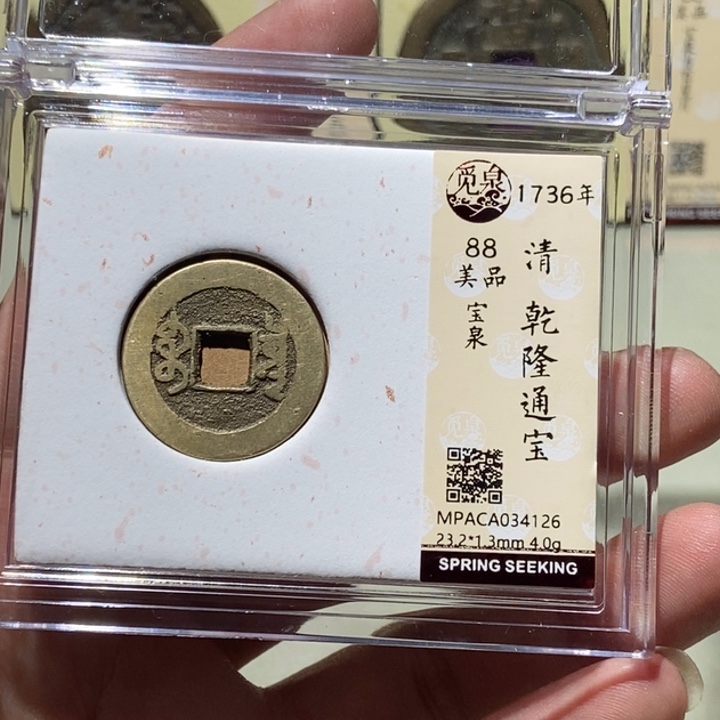 觅泉
1736年
88
美品
宝泉
清 乾隆通宝
MPACA034126
23.2*1.3mm 4.0g
SPRING SEEKING